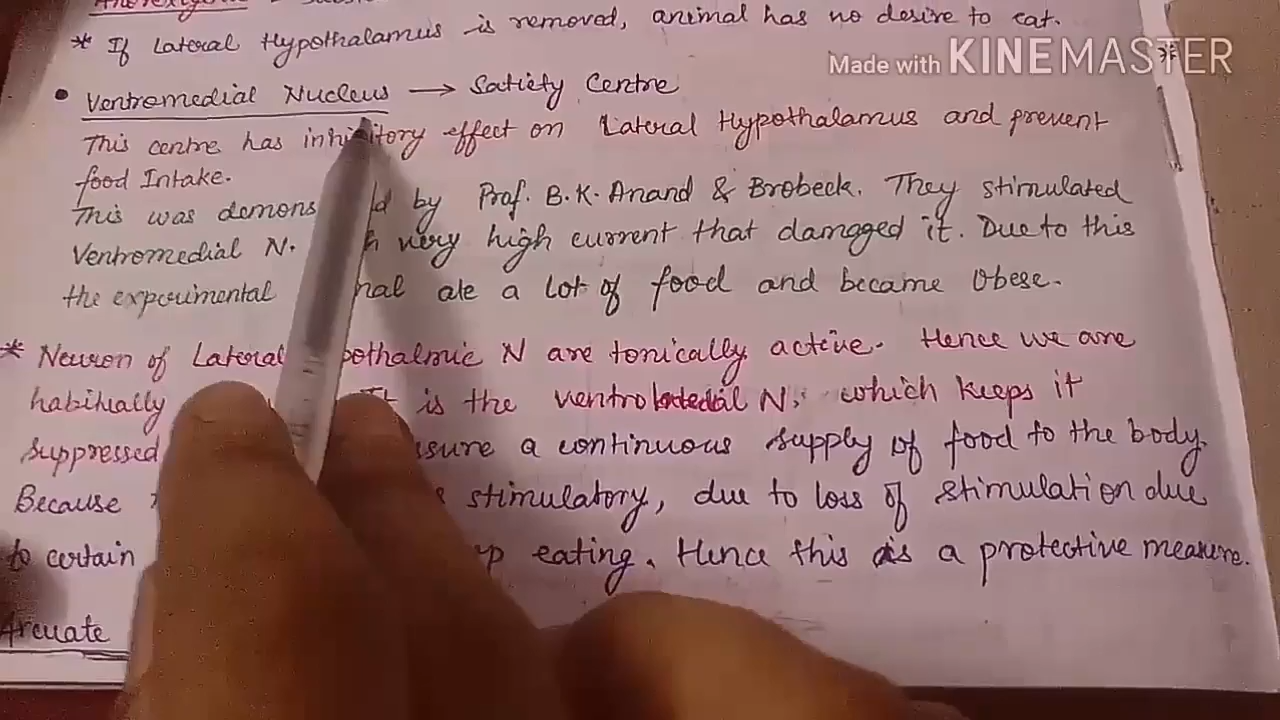 * If Lateral Hypothalamus is removed, animal has no desire to eat.
Made with KINEMASTER
• Ventromedial Nucleus → Satiety Centre
This centre has inhibitory effect on Lateral Hypothalamus and prevent
food Intake.
This was demons d by Prof. B.K. Anand & Brobeck. They stimulated
Ventromedial N. h very high current that damaged it. Due to this
the experimental mal ate a lot of food and became Obese.
* Neuron of Lateral pothalmic N are tonically active. Hence we are
habitually It is the N. which keeps it
suppressed ssure a continuous supply of food to the body.
Because stimulatory, due to loss of stimulation due
to certain eating. Hence this is a protective measure.
Arcuate